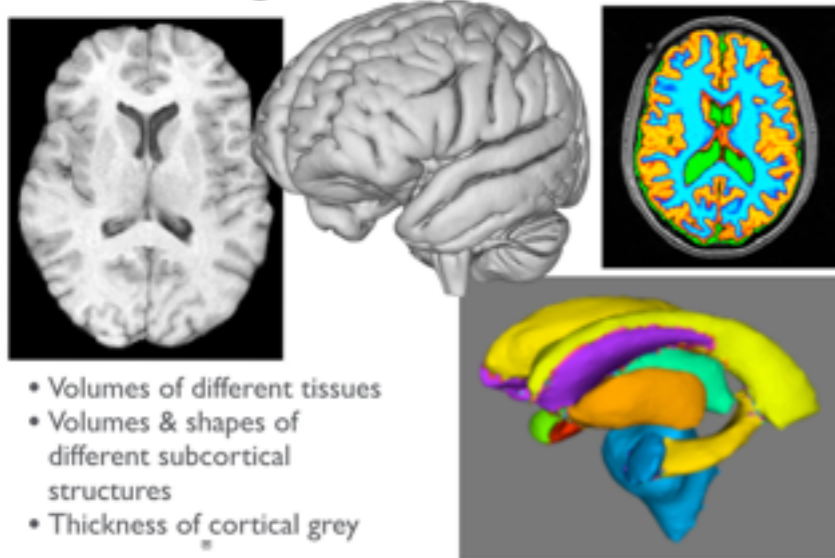 • Volumes of different tissues
• Volumes & shapes of
different subcortical
structures
• Thickness of cortical grey